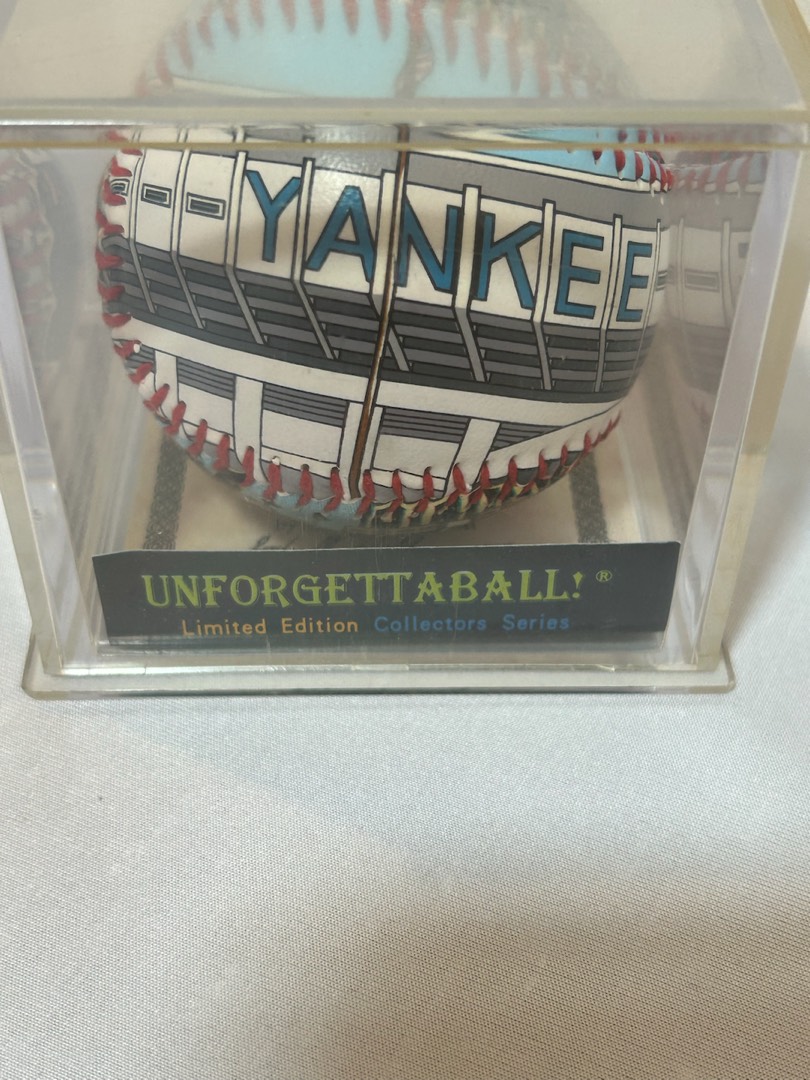 YANKEE
UNFORGETTABALL! ®
Limited Edition Collectors Series